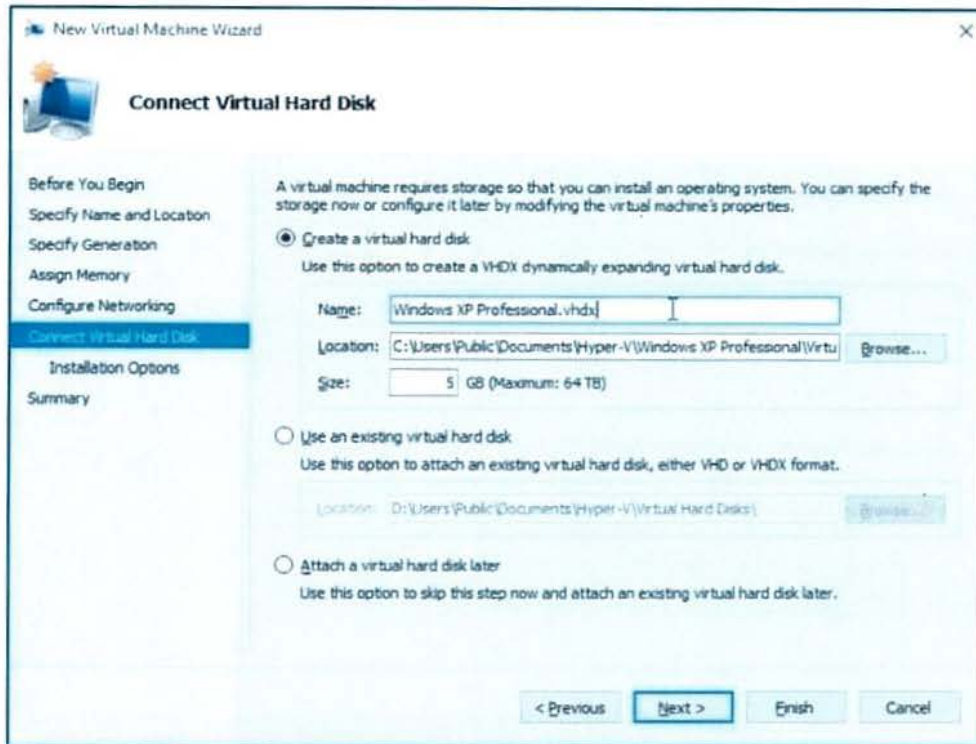 New Virtual Machine Wizard
Connect Virtual Hard Disk
Before You Begin
Specify Name and Location
Specify Generation
Assign Memory
Configure Networking
Connect Virtual Hard Disk
Installation Options
Summary
A virtual machine requires storage so that you can install an operating system. You can specify the
storage now or configure it later by modifying the virtual machine's properties.
Create a virtual hard disk
Use this option to create a VHDX dynamically expanding virtual hard disk.
Name: Windows XP Professional.vhdx
Location: C:\Users\Public\Documents\Hyper-V\Windows XP Professional\Virtu Browse...
Size: 5 GB (Maximum: 64 TB)
Use an existing virtual hard disk
Use this option to attach an existing virtual hard disk, either VHD or VHDX format.
Location: D:\Users\Public\Documents\Hyper-V\Virtual Hard Disks\ Browse...
Attach a virtual hard disk later
Use this option to skip this step now and attach an existing virtual hard disk later.
< Previous Next > Finish Cancel